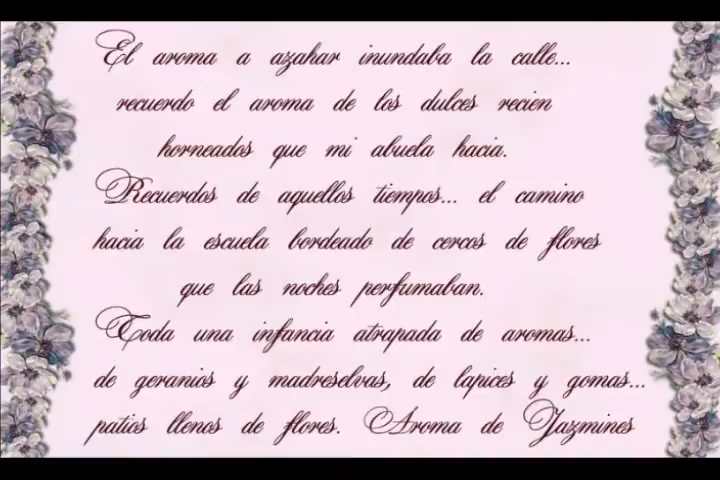 El aroma a azahar inundaba la calle...
recuerdo el aroma de los dulces recien
horneados que mi abuela hacia.
Recuerdos de aquellos tiempos... el camino
hacia la escuela bordeado de cercos de flores
que las noches perfumaban.
Toda una infancia atrapada de aromas...
de geranios y madreselvas, de lapices y gomas...
patios llenos de flores. Aroma de Jazmines